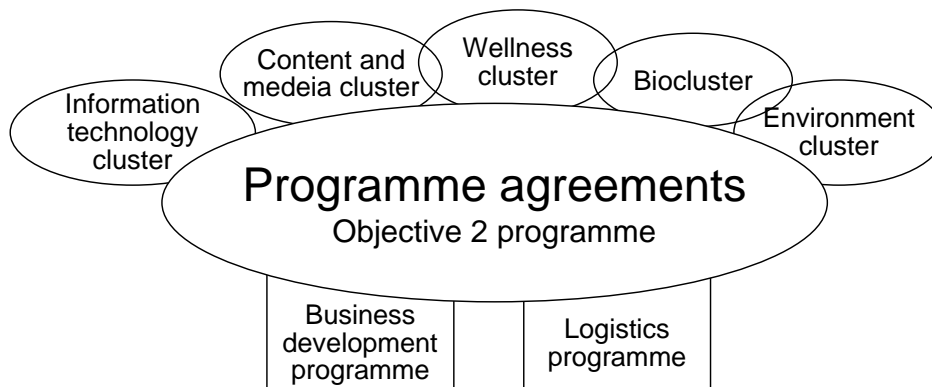 Information
technology
cluster
Content and
medeia cluster
Wellness
cluster
Biocluster
Environment
cluster
Programme agreements
Objective 2 programme
Business
development
programme
Logistics
programme